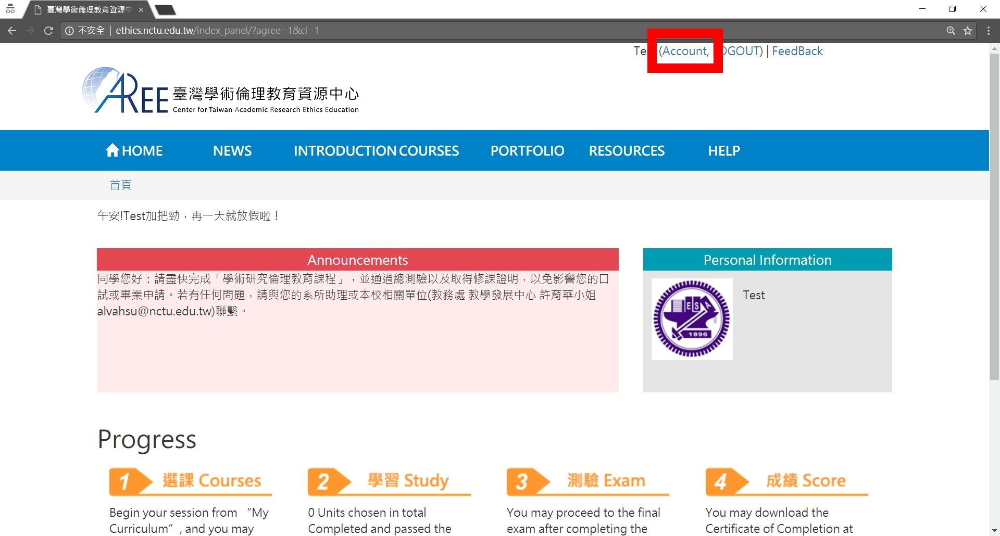 臺灣學術倫理教育資源中
不安全 | ethics.nctu.edu.tw/index_panel/?agree=1&cl=1
(Account, OGOUT) | FeedBack
AREE 臺灣學術倫理教育資源中心
Center for Taiwan Academic Research Ethics Education
HOME NEWS INTRODUCTION COURSES PORTFOLIO RESOURCES HELP
首頁
午安!Test加把勁，再一天就放假啦！
Announcements
同學您好：請盡快完成「學術研究倫理教育課程」，並通過總測驗以及取得修課證明，以免影響您的口
試或畢業申請。若有任何問題，請與您的系所助理或本校相關單位(教務處 教學發展中心 許育華小姐
alvahsu@nctu.edu.tw)聯繫。
Personal Information
ESA
1896
Test
Progress
1 選課 Courses
Begin your session from “My
Curriculum”, and you may
2 學習 Study
0 Units chosen in total
Completed and passed the
3 測驗 Exam
You may proceed to the final
exam after completing the
4 成績 Score
You may download the
Certificate of Completion at